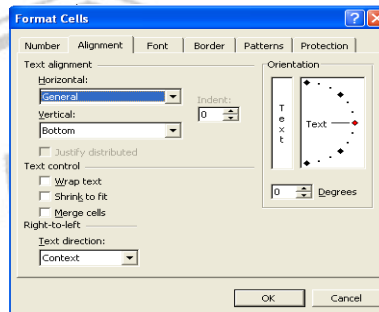 Format Cells
Number Alignment Font Border Patterns Protection
Text alignment
Horizontal:
General
Indent:
Vertical:
0
Bottom
Justify distributed
Text control
Wrap text
Shrink to fit
Merge cells
Right-to-left
Text direction:
Context
Orientation
Text
Text
0 Degrees
OK Cancel